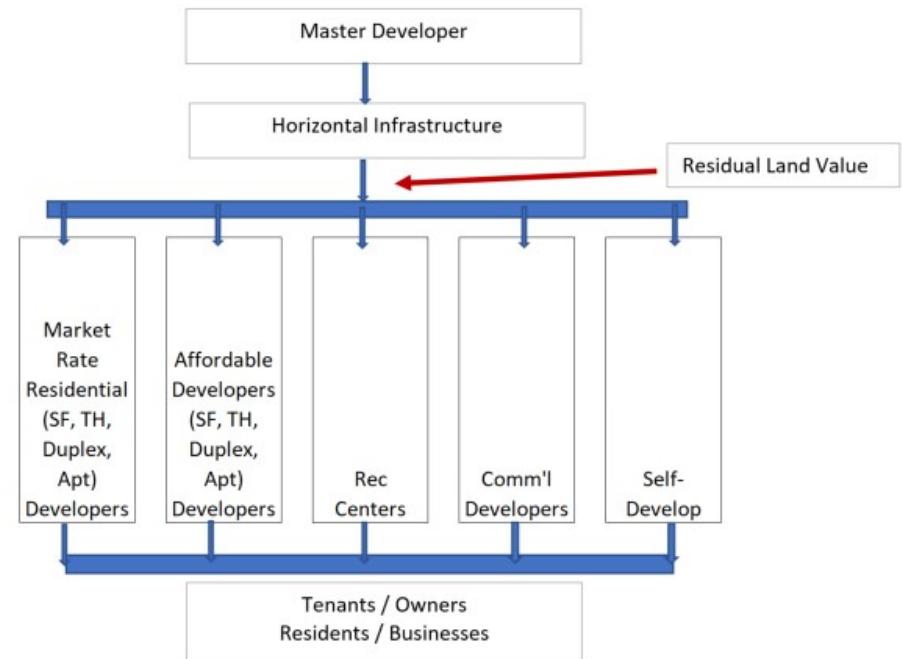 Master Developer
Horizontal Infrastructure
Residual Land Value
Market
Rate
Residential
(SF, TH,
Duplex,
Apt)
Developers
Affordable
Developers
(SF, TH,
Duplex,
Apt)
Developers
Rec
Centers
Comm'l
Developers
Self-
Develop
Tenants / Owners
Residents / Businesses